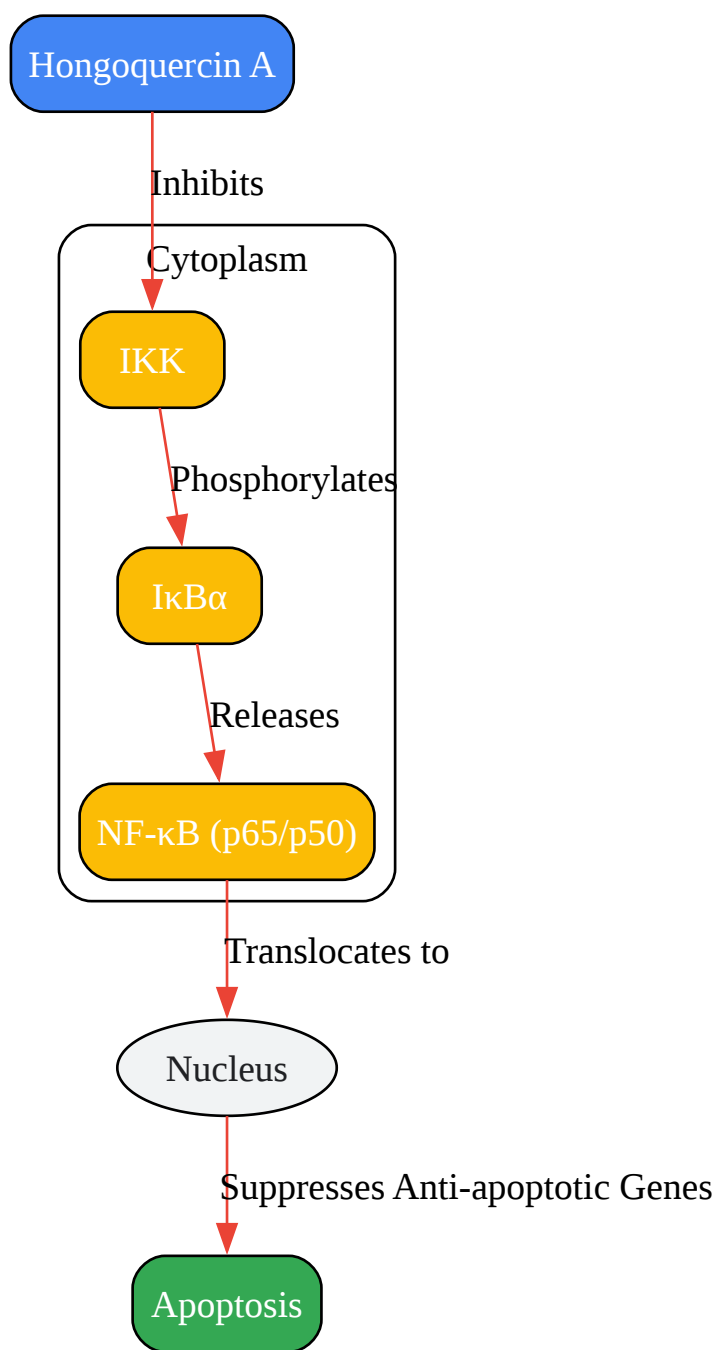 Hongoquercin A
Inhibits
Cytoplasm
IKK
Phosphorylates
IκBα
Releases
NF-κB (p65/p50)
Translocates to
Nucleus
Suppresses Anti-apoptotic Genes
Apoptosis